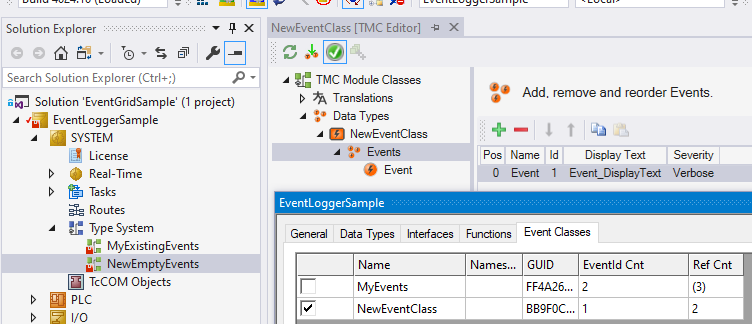 Build 4024.10 (Loaded)
EventLoggerSample
<Local>
Solution Explorer
Search Solution Explorer (Ctrl+;)
Solution 'EventGridSample' (1 project)
EventLoggerSample
SYSTEM
License
Real-Time
Tasks
Routes
Type System
MyExistingEvents
NewEmptyEvents
TcCOM Objects
PLC
I/O
NewEventClass [TMC Editor]
TMC Module Classes
Translations
Data Types
NewEventClass
Events
Event
Add, remove and reorder Events.
Pos Name Id Display Text Severity
0 Event 1 Event_DisplayText Verbose
EventLoggerSample
General Data Types Interfaces Functions Event Classes
Name Names... GUID EventId Cnt Ref Cnt
MyEvents FF4A26... 2 (3)
NewEventClass BB9F0C... 1 2